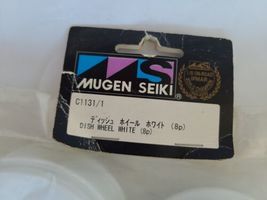 MUGEN SEIKI®
C1131/1
ディッシュ ホイール ホワイト (8p)
DISH WHEEL WHITE (8p)